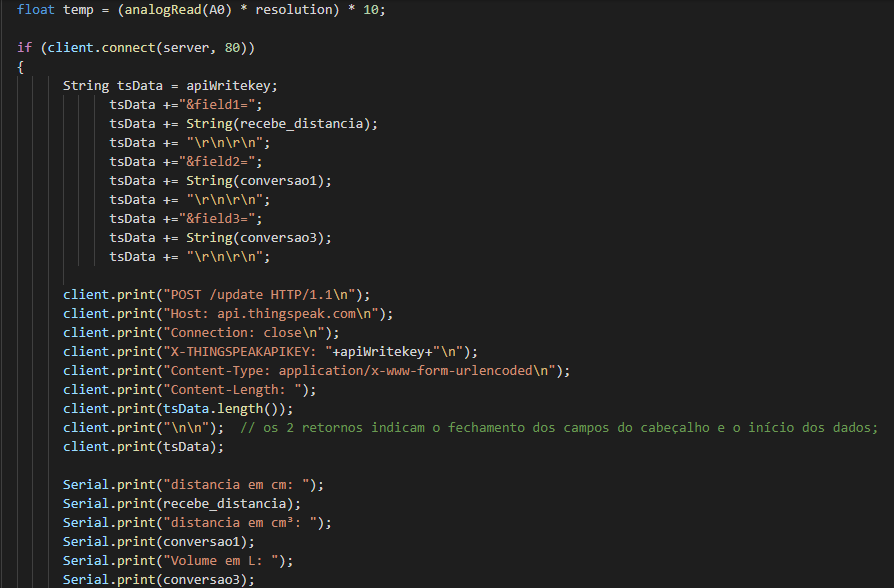 float temp = (analogRead(A0) * resolution) * 10;
if (client.connect(server, 80))
{
String tsData = apiWritekey;
tsData +="&field1=";
tsData += String(recebe_distancia);
tsData += "\r\n\r\n";
tsData +="&field2=";
tsData += String(conversao1);
tsData += "\r\n\r\n";
tsData +="&field3=";
tsData += String(conversao3);
tsData += "\r\n\r\n";
client.print("POST /update HTTP/1.1\n");
client.print("Host: api.thingspeak.com\n");
client.print("Connection: close\n");
client.print("X-THINGSPEAKAPIKEY: "+apiWritekey+"\n");
client.print("Content-Type: application/x-www-form-urlencoded\n");
client.print("Content-Length: ");
client.print(tsData.length());
client.print("\n\n");  // os 2 retornos indicam o fechamento dos campos do cabeçalho e o início dos dados;
client.print(tsData);
Serial.print("distancia em cm: ");
Serial.print(recebe_distancia);
Serial.print("distancia em cm³: ");
Serial.print(conversao1);
Serial.print("Volume em L: ");
Serial.print(conversao3);